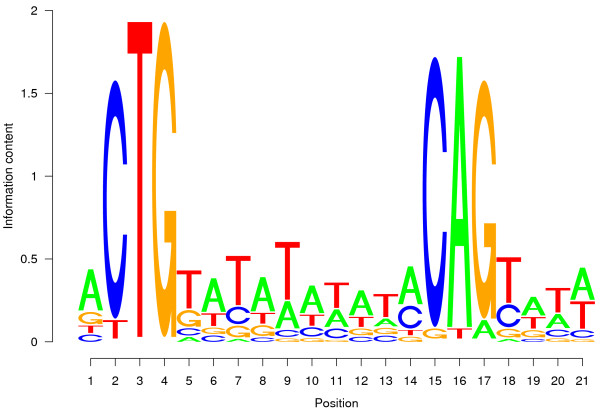 2
1.5
1
0.5
0
Information content
A C T G T A T A T A T A T A C A G T A T A
G T G T C T A T A T A C G T A C T A T
T C G G G C C C G G T G G G C
C A C A C G G G C C G A C C G
1 2 3 4 5 6 7 8 9 10 11 12 13 14 15 16 17 18 19 20 21
Position